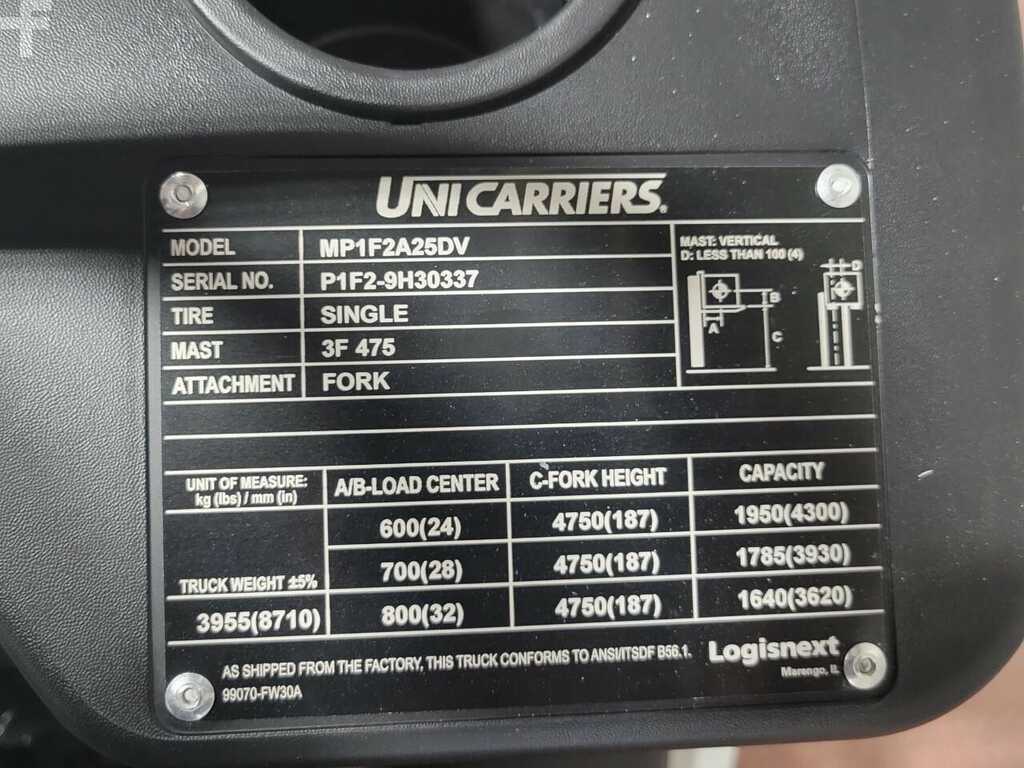 UNICARRIERS.
MODEL MP1F2A25DV
SERIAL NO. P1F2-9H30337
TIRE SINGLE
MAST 3F 475
ATTACHMENT FORK
MAST: VERTICAL
D: LESS THAN 100 (4)
D
B
A
C
UNIT OF MEASURE:
kg (lbs) / mm (in)
A/B-LOAD CENTER C-FORK HEIGHT CAPACITY
600(24) 4750(187) 1950(4300)
700(28) 4750(187) 1785(3930)
TRUCK WEIGHT ±5%
3955(8710) 800(32) 4750(187) 1640(3620)
AS SHIPPED FROM THE FACTORY, THIS TRUCK CONFORMS TO ANSI/ITSDF B56.1.
99070-FW30A
Logisnext
Marengo, IL